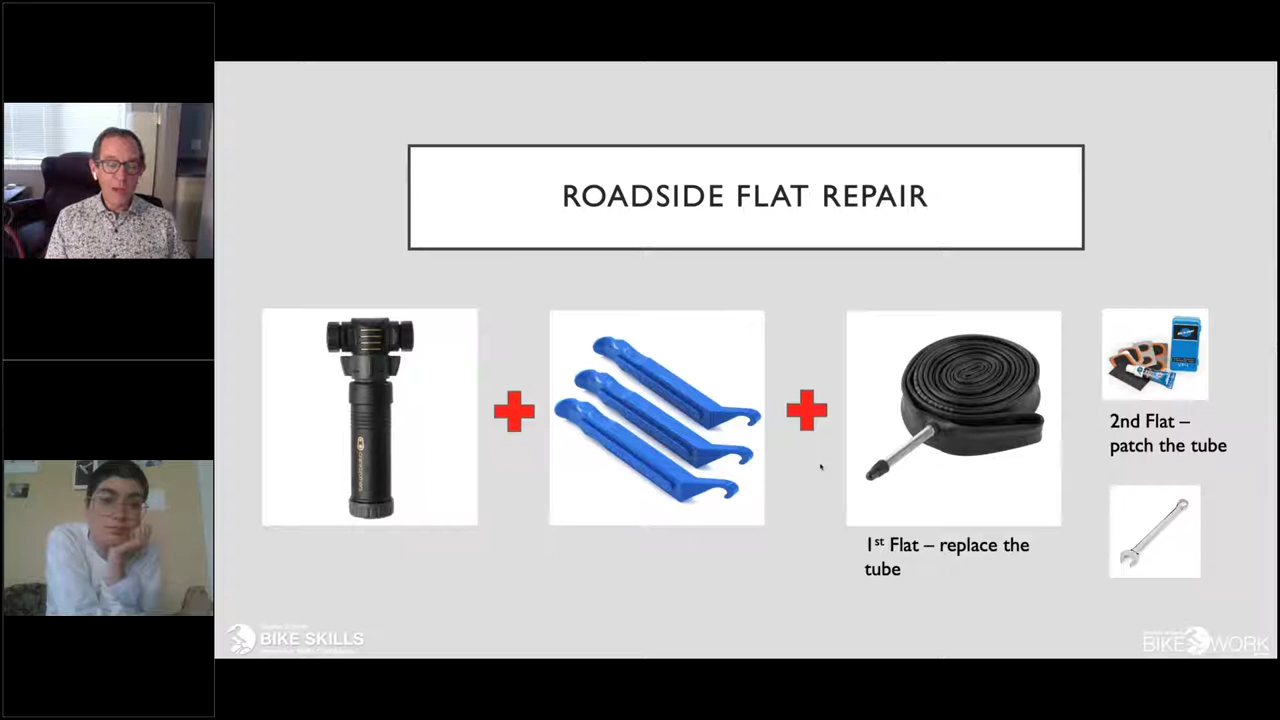 ROADSIDE FLAT REPAIR
2nd Flat –
patch the tube
1st Flat – replace the
tube
BIKE SKILLS
BIKE WORK